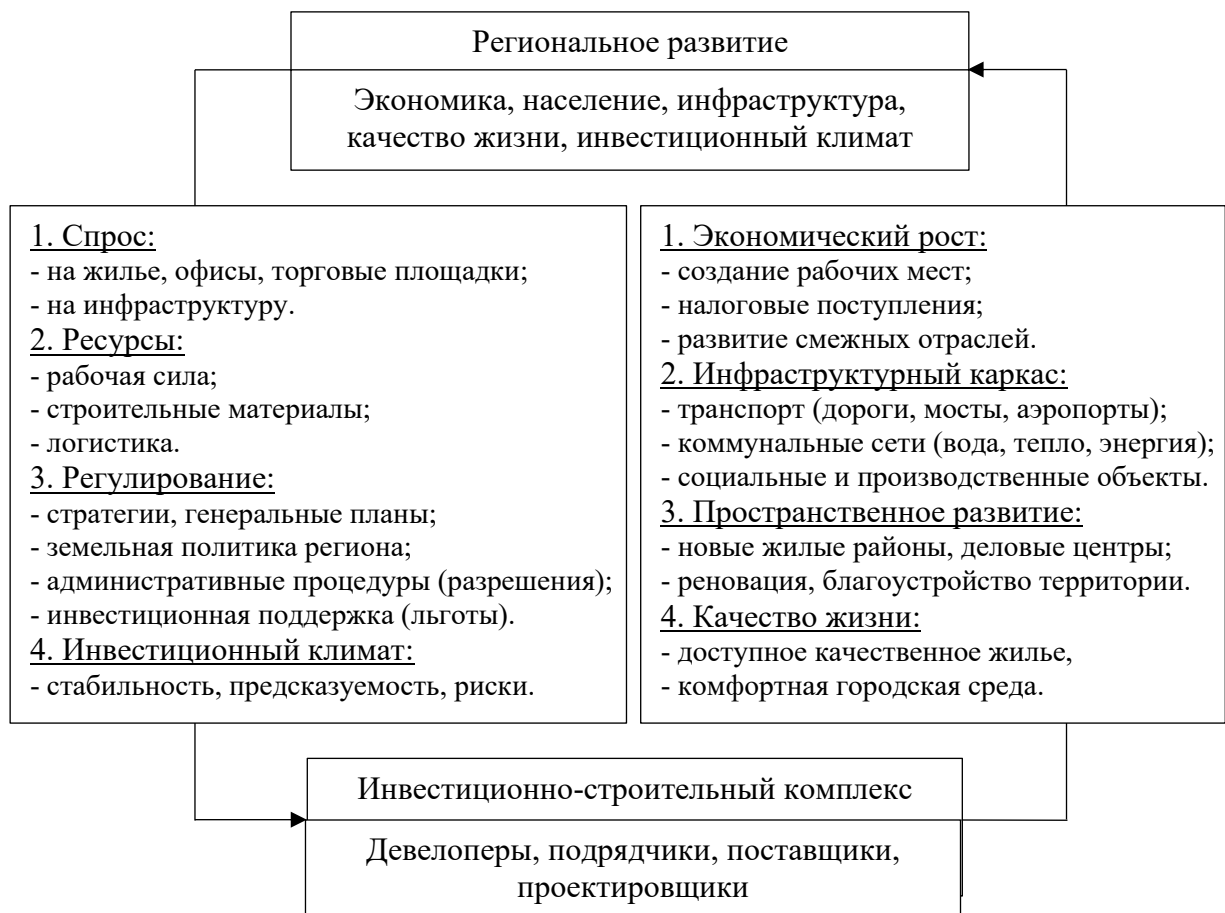 Региональное развитие
Экономика, население, инфраструктура,
качество жизни, инвестиционный климат
1. Спрос:
- на жилье, офисы, торговые площадки;
- на инфраструктуру.
2. Ресурсы:
- рабочая сила;
- строительные материалы;
- логистика.
3. Регулирование:
- стратегии, генеральные планы;
- земельная политика региона;
- административные процедуры (разрешения);
- инвестиционная поддержка (льготы).
4. Инвестиционный климат:
- стабильность, предсказуемость, риски.
1. Экономический рост:
- создание рабочих мест;
- налоговые поступления;
- развитие смежных отраслей.
2. Инфраструктурный каркас:
- транспорт (дороги, мосты, аэропорты);
- коммунальные сети (вода, тепло, энергия);
- социальные и производственные объекты.
3. Пространственное развитие:
- новые жилые районы, деловые центры;
- реновация, благоустройство территории.
4. Качество жизни:
- доступное качественное жилье,
- комфортная городская среда.
Инвестиционно-строительный комплекс
Девелоперы, подрядчики, поставщики,
проектировщики